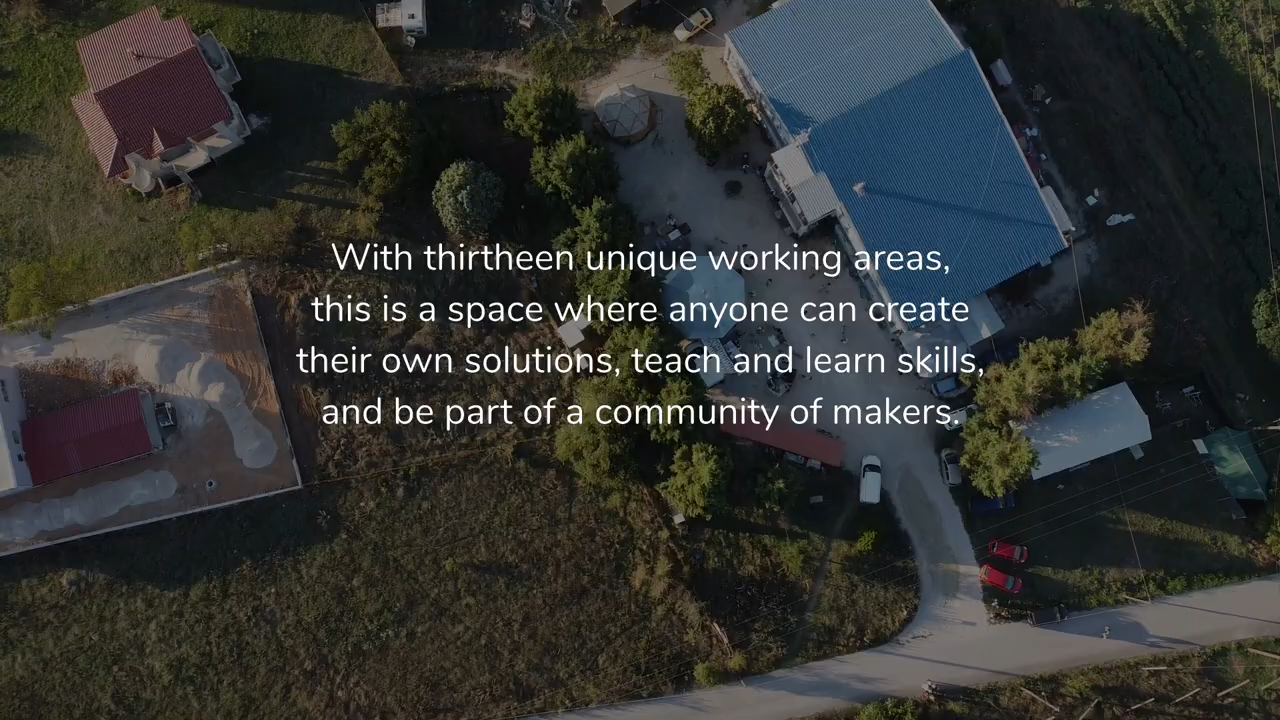 With thirtheen unique working areas,
this is a space where anyone can create
their own solutions, teach and learn skills,
and be part of a community of makers.